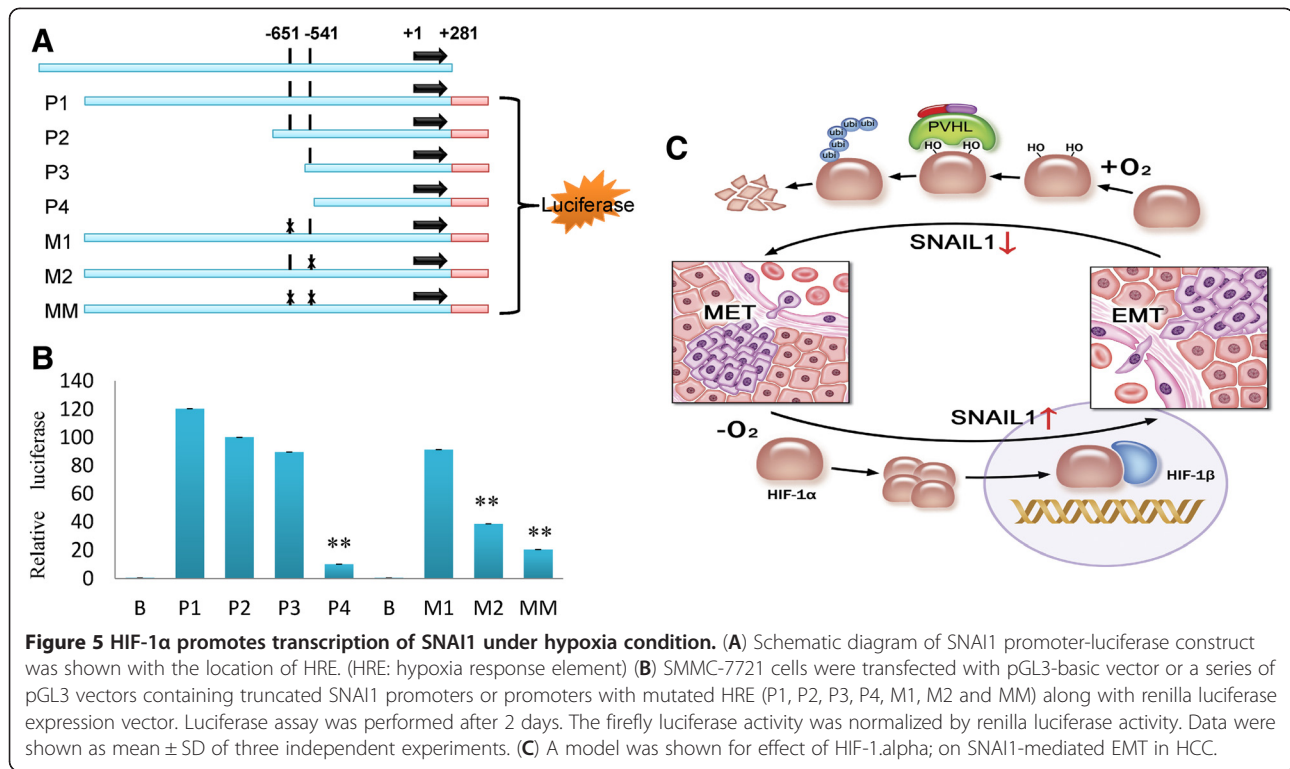 A
-651 -541 +1 +281
P1
P2
P3
P4
M1
M2
MM
Luciferase
B
Relative luciferase
140
120
100
80
60
40
20
0
** ** **
B P1 P2 P3 P4 B M1 M2 MM
C
ubi ubi ubi
ubi
ubi
PVHL
HO HO
HO HO
+O₂
SNAIL1↓
MET
EMT
SNAIL1↑
-O₂
HIF-1α
HIF-1β
Figure 5 HIF-1α promotes transcription of SNAI1 under hypoxia condition. (A) Schematic diagram of SNAI1 promoter-luciferase construct
was shown with the location of HRE. (HRE: hypoxia response element) (B) SMMC-7721 cells were transfected with pGL3-basic vector or a series of
pGL3 vectors containing truncated SNAI1 promoters or promoters with mutated HRE (P1, P2, P3, P4, M1, M2 and MM) along with renilla luciferase
expression vector. Luciferase assay was performed after 2 days. The firefly luciferase activity was normalized by renilla luciferase activity. Data were
shown as mean ± SD of three independent experiments. (C) A model was shown for effect of HIF-1.alpha; on SNAI1-mediated EMT in HCC.